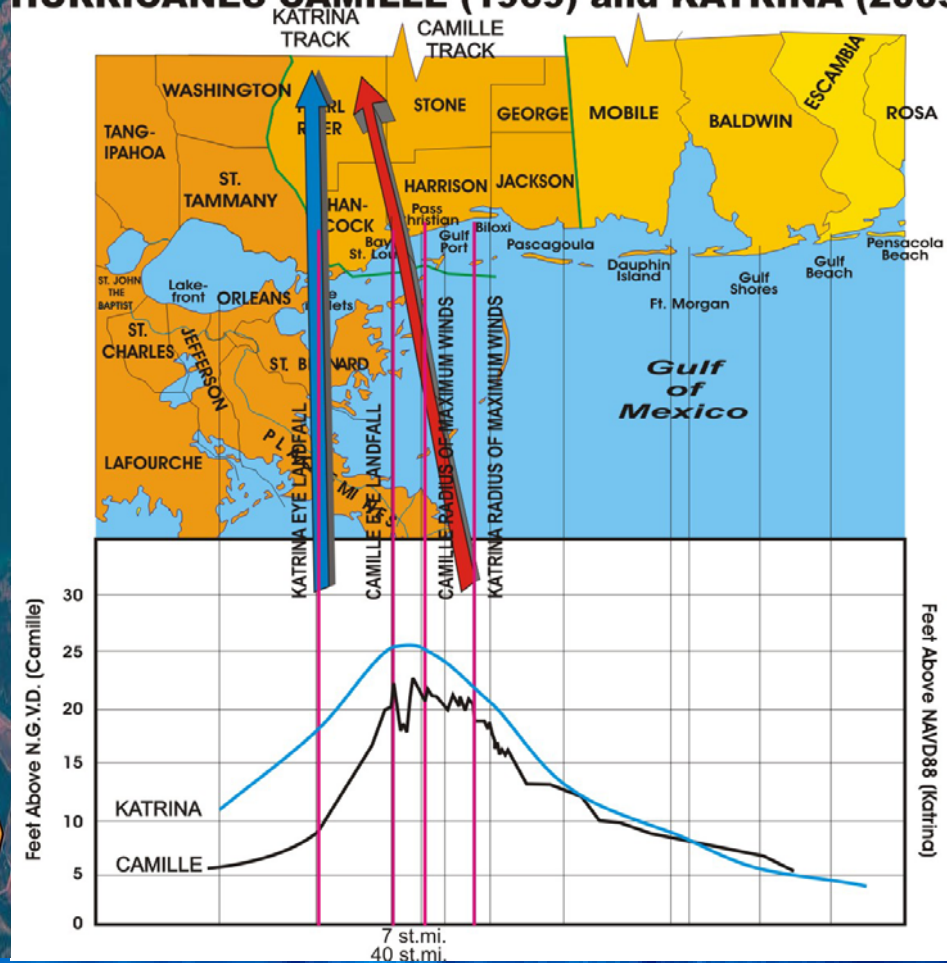 HURRICANES CAMILLE (1969) and KATRINA (200
KATRINA
TRACK
CAMILLE
TRACK
WASHINGTON
STONE
GEORGE
MOBILE
BALDWIN
ESCAMBIA
ROSA
TANG-
IPAHOA
ST.
TAMMANY
HARRISON
JACKSON
HAN-
COCK
Pass
Biloxi
Bay
St.
Gulf
Port
Pascagoula
Dauphin
Island
Ft. Morgan
Gulf
Shores
Gulf
Beach
Pensacola
Beach
ST. JOHN
THE
BAPTIST
Lake-
front
ORLEANS
ST.
CHARLES
JEFFERSON
ST.
LAFOURCHE
Gulf
of
Mexico
KATRINA EYE LANDFALL
CAMILLE EYE LANDFALL
CAMILLE RADIUS OF MAXIMUM WINDS
KATRINA RADIUS OF MAXIMUM WINDS
Feet Above N.G.V.D. (Camille)
30
25
20
15
10
5
0
KATRINA
CAMILLE
Feet Above NAVD88 (Katrina)
7 st.mi.
40 st.mi.